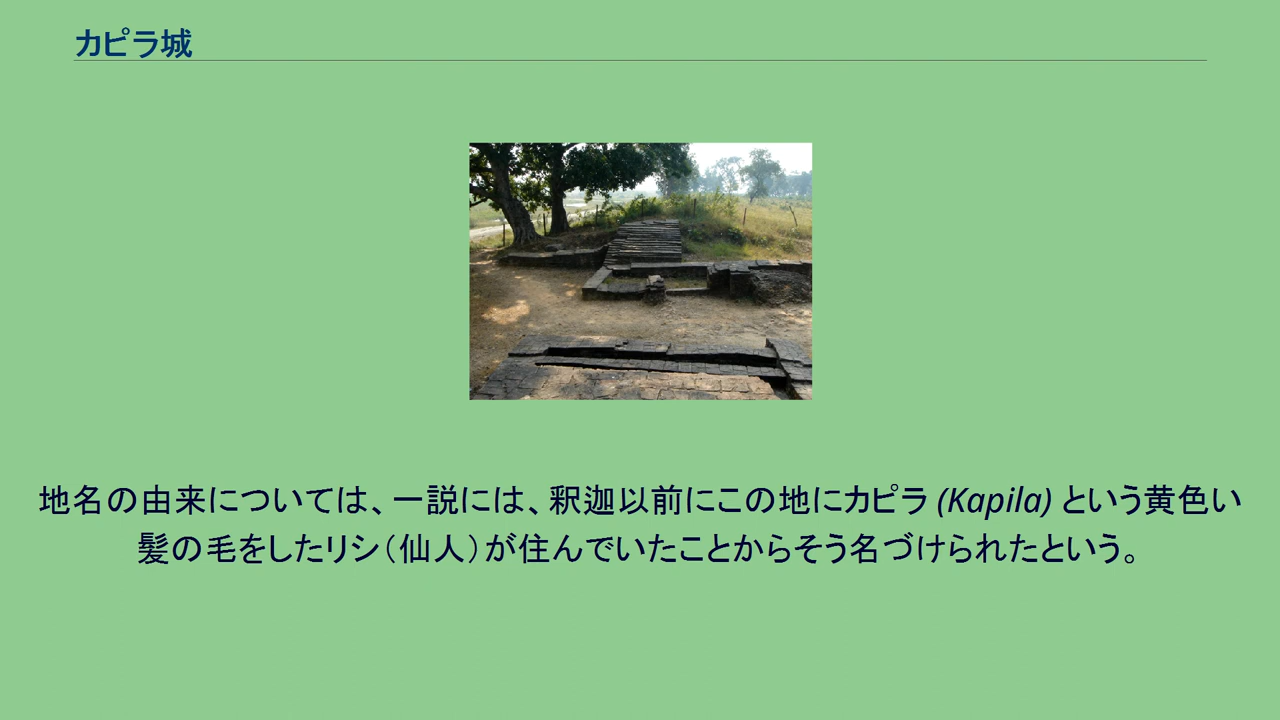 カピラ城
地名の由来については、一説には、釈迦以前にこの地にカピラ (Kapila) という黄色い
髪の毛をしたリシ（仙人）が住んでいたことからそう名づけられたという。